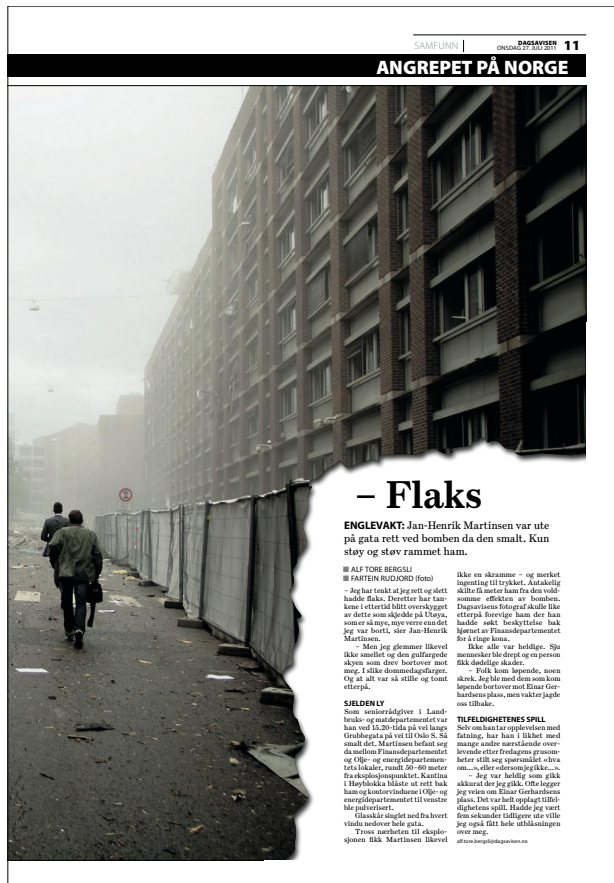 SAMFUNN
DAGSAVISEN
ONSDAG 27. JULI 2011
11
ANGREPET PÅ NORGE
– Flaks
ENGLEVAKT: Jan-Henrik Martinsen var ute
på gata rett ved bomben da den smalt. Kun
støy og støv rammet ham.
ALF TORE BERGSLI
FARTEIN RUDJORD (foto)
– Jeg har tenkt at jeg rett og slett
hadde flaks. Deretter har tan-
kene i ettertid blitt overskygget
av dette som skjedde på Utøya,
som er så mye, mye verre enn det
jeg var borti, sier Jan-Henrik
Martinsen.
– Men jeg glemmer likevel
ikke smellet og den gulfargede
skyen som drev bortover mot
meg. I slike dommedagsfarger.
Og at alt var så stille og tomt
etterpå.
SJELDEN LY
Som seniorrådgiver i Land-
bruks- og matdepartementet var
han ved 15.20-tida på vei langs
Grubbegata på vei til Oslo S. Så
smalt det. Martinsen befant seg
da mellom Finansdepartementet
og Olje- og energidepartemen-
tets lokaler, rundt 50–60 meter
fra eksplosjonspunktet. Kantina
i Høyblokka blåste ut rett bak
ham og kontorvinduene i Olje- og
energidepartementet til venstre
ble pulverisert.
Glasskår singlet ned fra hvert
vindu nedover hele gata.
Tross nærheten til eksplo-
sjonen fikk Martinsen likevel
ikke en skramme – og merket
ingenting til trykket. Antakelig
skilte få meter ham fra den vold-
somme effekten av bomben.
Dagsavisens fotograf skulle like
etterpå forevige ham der han
hadde søkt beskyttelse bak
hjørnet av Finansdepartementet
for å ringe kona.
Ikke alle var heldige. Sju
mennesker ble drept og en person
fikk dødelige skader.
– Folk kom løpende, noen
skrek. Jeg ble med dem som kom
løpende bortover mot Einar Ger-
hardsens plass, men vakter jagde
oss tilbake.
TILFELDIGHETENES SPILL
Selv om han tar opplevelsen med
fatning, har han i likhet med
mange andre nærstående over-
levende etter fredagens grusom-
heter stilt seg spørsmålet «hva
om...», eller «dersom jeg ikke...».
– Jeg var heldig som gikk
akkurat der jeg gikk. Ofte legger
jeg veien om Einar Gerhardsens
plass. Det var helt opplagt tilfel-
dighetens spill. Hadde jeg vært
fem sekunder tidligere ute ville
jeg også fått hele utblåsningen
over meg.
alf.tore.bergsli@dagsavisen.no